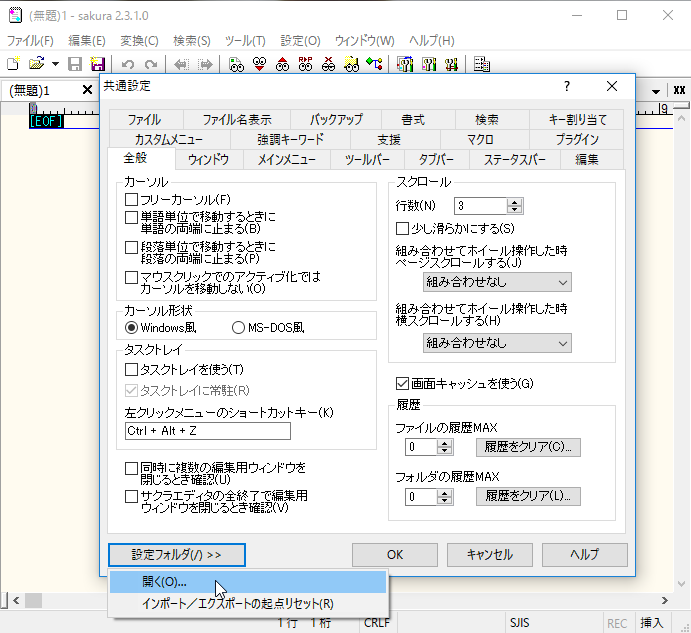 (無題)1 - sakura 2.3.1.0
ファイル(F) 編集(E) 変換(C) 検索(S) ツール(T) 設定(O) ウィンドウ(W) ヘルプ(H)
(無題)1
XX
9
[EOF]
共通設定
?
ファイル ファイル名表示 バックアップ 書式 検索 キー割り当て
カスタムメニュー 強調キーワード 支援 マクロ プラグイン
全般 ウィンドウ メインメニュー ツールバー タブバー ステータスバー 編集
カーソル
フリーカーソル(F)
単語単位で移動するときに
単語の両端に止まる(B)
段落単位で移動するときに
段落の両端に止まる(P)
マウスクリックでのアクティブ化では
カーソルを移動しない(O)
カーソル形状
Windows風 MS-DOS風
タスクトレイ
タスクトレイを使う(T)
タスクトレイに常駐(R)
左クリックメニューのショートカットキー(K)
Ctrl + Alt + Z
同時に複数の編集用ウィンドウを
閉じるとき確認(U)
サクラエディタの全終了で編集用
ウィンドウを閉じるとき確認(V)
スクロール
行数(N) 3
少し滑らかにする(S)
組み合わせてホイール操作した時
ページスクロールする(J)
組み合わせなし
組み合わせてホイール操作した時
横スクロールする(H)
組み合わせなし
画面キャッシュを使う(G)
履歴
ファイルの履歴MAX
0 履歴をクリア(C)...
フォルダの履歴MAX
0 履歴をクリア(L)...
設定フォルダ(/) >> OK キャンセル ヘルプ
開く(O)...
インポート／エクスポートの起点リセット(R)
1 行 1 桁 CRLF SJIS REC 挿入